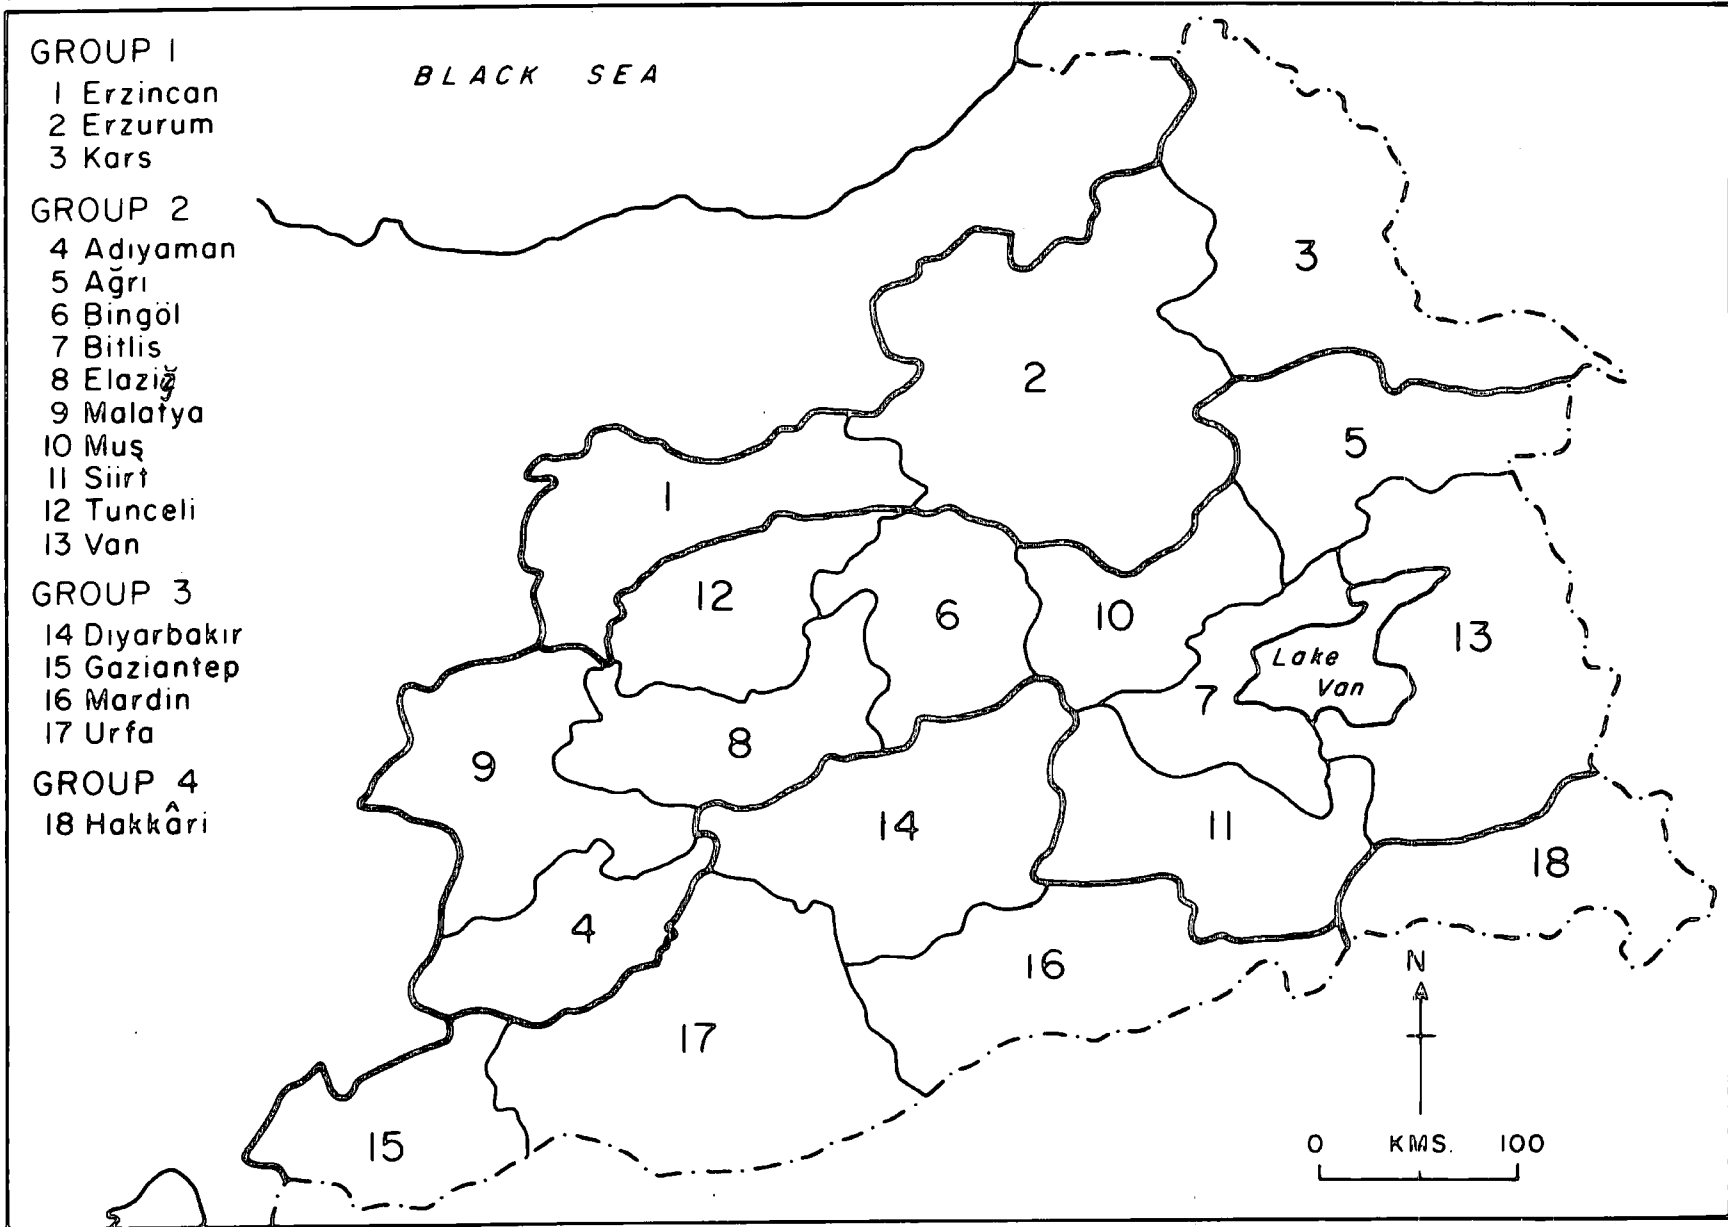 GROUP 1
1 Erzincan
2 Erzurum
3 Kars
GROUP 2
4 Adıyaman
5 Ağrı
6 Bingöl
7 Bitlis
8 Elaziğ
9 Malatya
10 Muş
11 Siirt
12 Tunceli
13 Van
GROUP 3
14 Dıyarbakır
15 Gaziantep
16 Mardin
17 Urfa
GROUP 4
18 Hakkâri
BLACK SEA
3
2
5
1
12
6
10
13
Lake
Van
7
8
9
14
11
18
4
16
N
17
15
0 KMS. 100